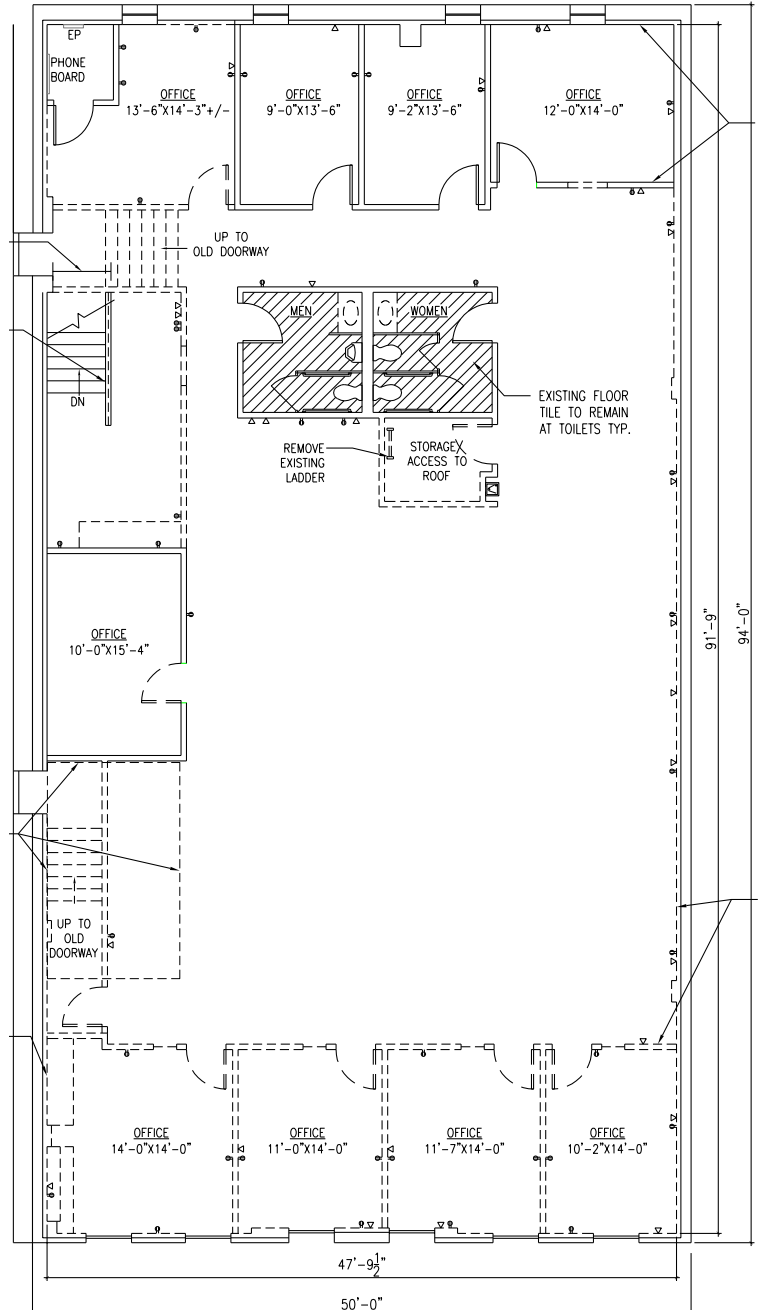 EP
PHONE
BOARD
OFFICE
13'-6"X14'-3"+/-
OFFICE
9'-0"X13'-6"
OFFICE
9'-2"X13'-6"
OFFICE
12'-0"X14'-0"
UP TO
OLD DOORWAY
MEN
WOMEN
DN
EXISTING FLOOR
TILE TO REMAIN
AT TOILETS TYP.
REMOVE
EXISTING
LADDER
STORAGE
ACCESS TO
ROOF
OFFICE
10'-0"X15'-4"
91'-9"
94'-0"
UP TO
OLD
DOORWAY
OFFICE
14'-0"X14'-0"
OFFICE
11'-0"X14'-0"
OFFICE
11'-7"X14'-0"
OFFICE
10'-2"X14'-0"
47'-9½"
50'-0"